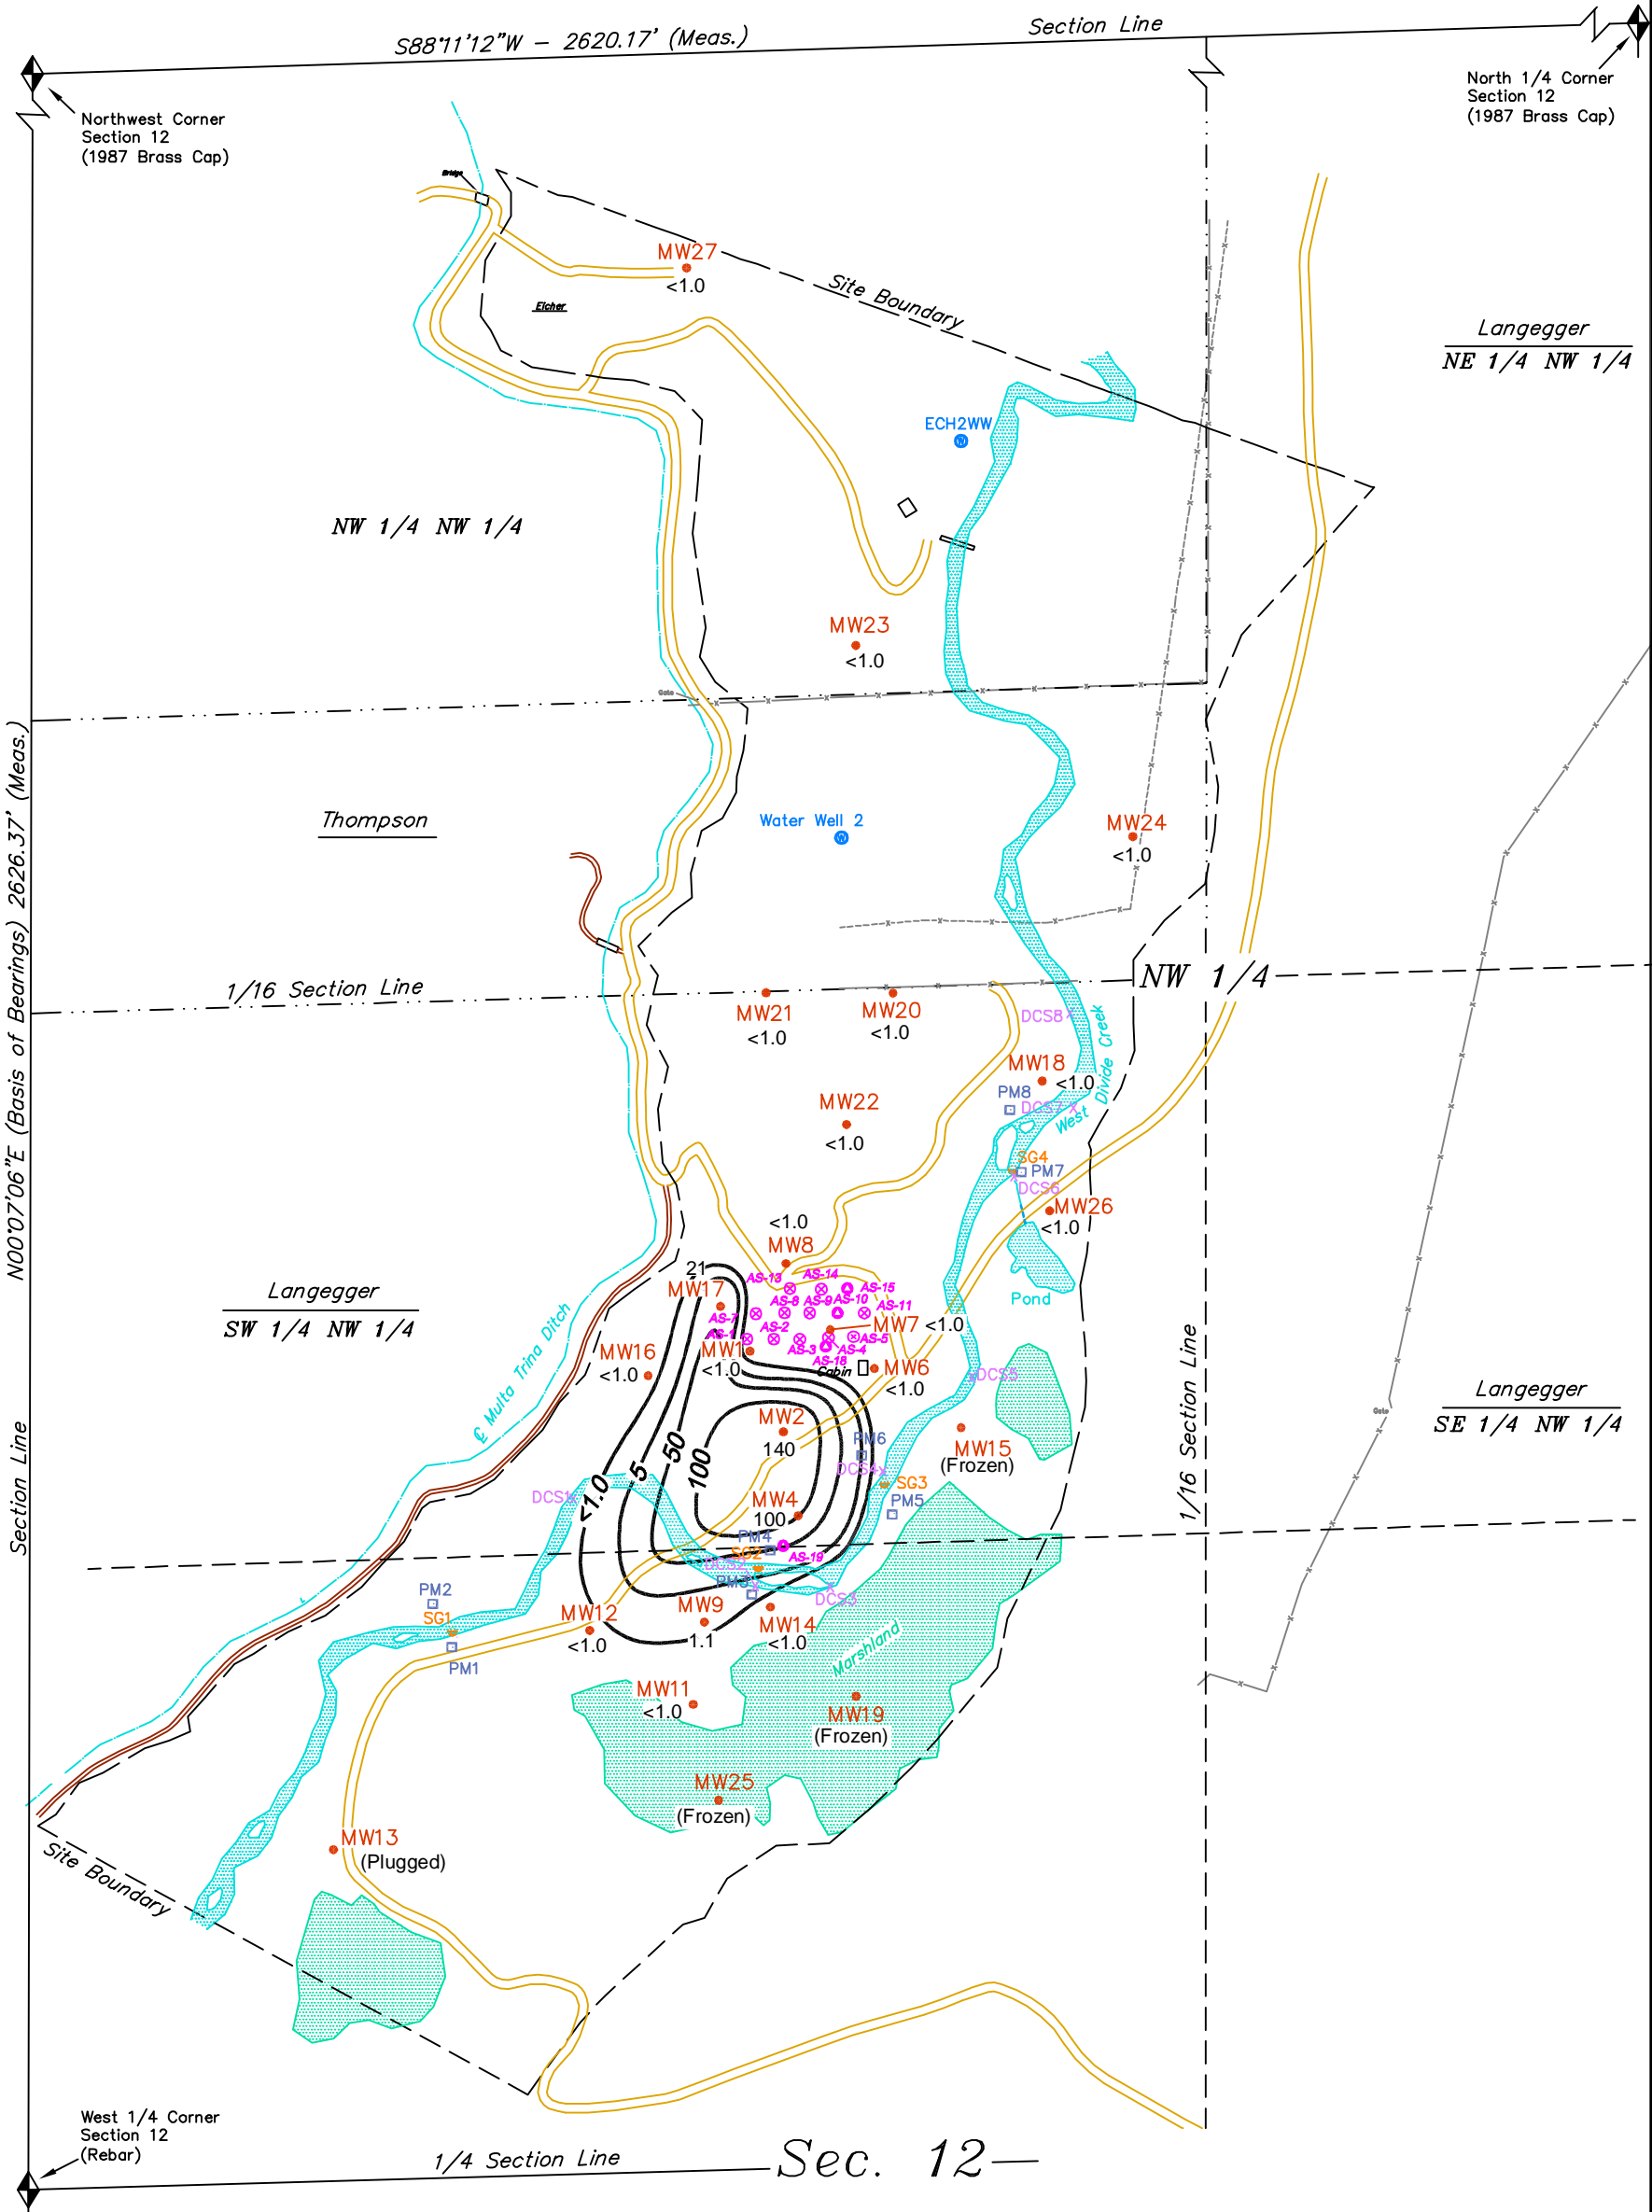 S88°11'12"W - 2620.17' (Meas.)
Section Line
Northwest Corner
Section 12
(1987 Brass Cap)
North 1/4 Corner
Section 12
(1987 Brass Cap)
Bridge
MW27
<1.0
Eicher
Site Boundary
Langegger
NE 1/4 NW 1/4
ECH2WW
NW 1/4 NW 1/4
MW23
<1.0
Gate
N00°07'06"E (Basis of Bearings) 2626.37' (Meas.)
Thompson
Water Well 2
MW24
<1.0
NW 1/4
1/16 Section Line
MW21
<1.0
MW20
<1.0
DCS8
West Divide Creek
MW18
<1.0
PM8
DCS7
MW22
<1.0
SG4
PM7
DCS6
MW26
<1.0
<1.0
MW8
21
MW17
AS-13
AS-14
AS-15
AS-8
AS-9
AS-10
AS-11
AS-7
AS-1
AS-2
AS-3
AS-4
AS-5
AS-18
MW7
<1.0
Pond
Langegger
SW 1/4 NW 1/4
℄ Multa Trina Ditch
MW16
<1.0
MW1
<1.0
Cabin
MW6
<1.0
DCS5
1/16 Section Line
Gate
Langegger
SE 1/4 NW 1/4
MW2
140
PM6
DCS4
MW15
(Frozen)
<1.0
5
50
100
DCS1
SG3
PM5
MW4
100
PM4
SG2
AS-19
DCS2
PM3
DCS3
Section Line
PM2
SG1
PM1
MW12
<1.0
MW9
1.1
MW14
<1.0
Marshland
MW11
<1.0
MW19
(Frozen)
MW25
(Frozen)
MW13
(Plugged)
Site Boundary
West 1/4 Corner
Section 12
(Rebar)
1/4 Section Line
Sec. 12